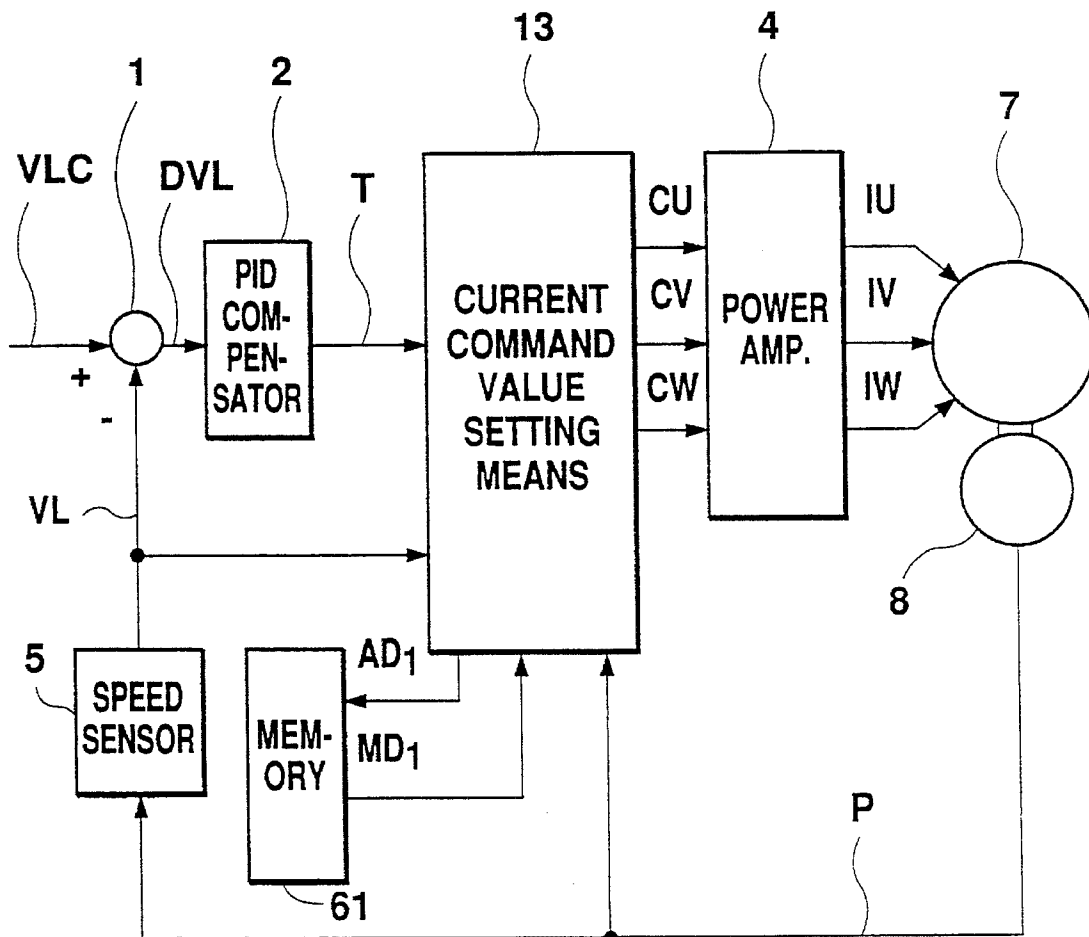 13
1
2
4
7
VLC
DVL
T
CU
IU
PID
COM-
PEN-
SATOR
CURRENT
COMMAND
VALUE
SETTING
MEANS
CV
POWER
AMP.
IV
CW
IW
+
-
VL
8
5
SPEED
SENSOR
AD1
MEM-
ORY
MD1
P
61